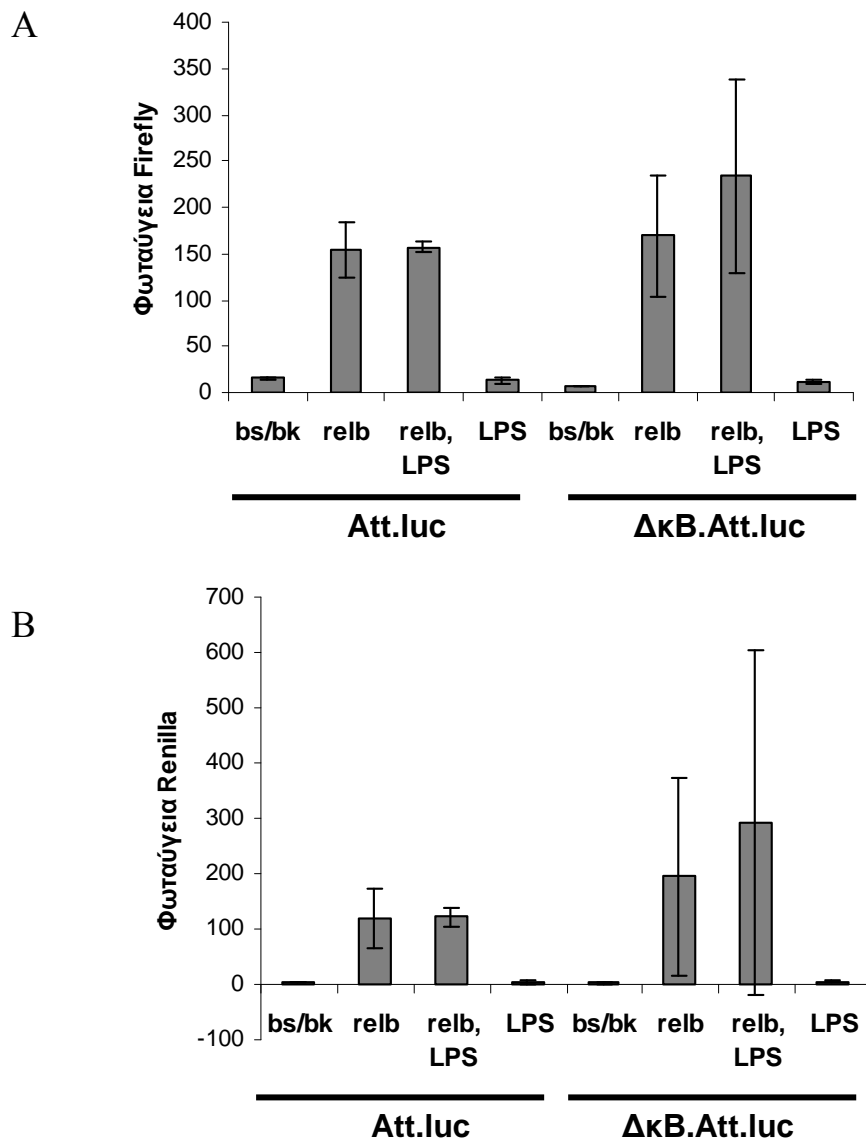 A
Φωταύγεια Firefly
400
350
300
250
200
150
100
50
0
bs/bk relb relb, LPS bs/bk relb relb, LPS
LPS LPS
Att.luc ΔκB.Att.luc
B
Φωταύγεια Renilla
700
600
500
400
300
200
100
0
-100
bs/bk relb relb, LPS bs/bk relb relb, LPS
LPS LPS
Att.luc ΔκB.Att.luc